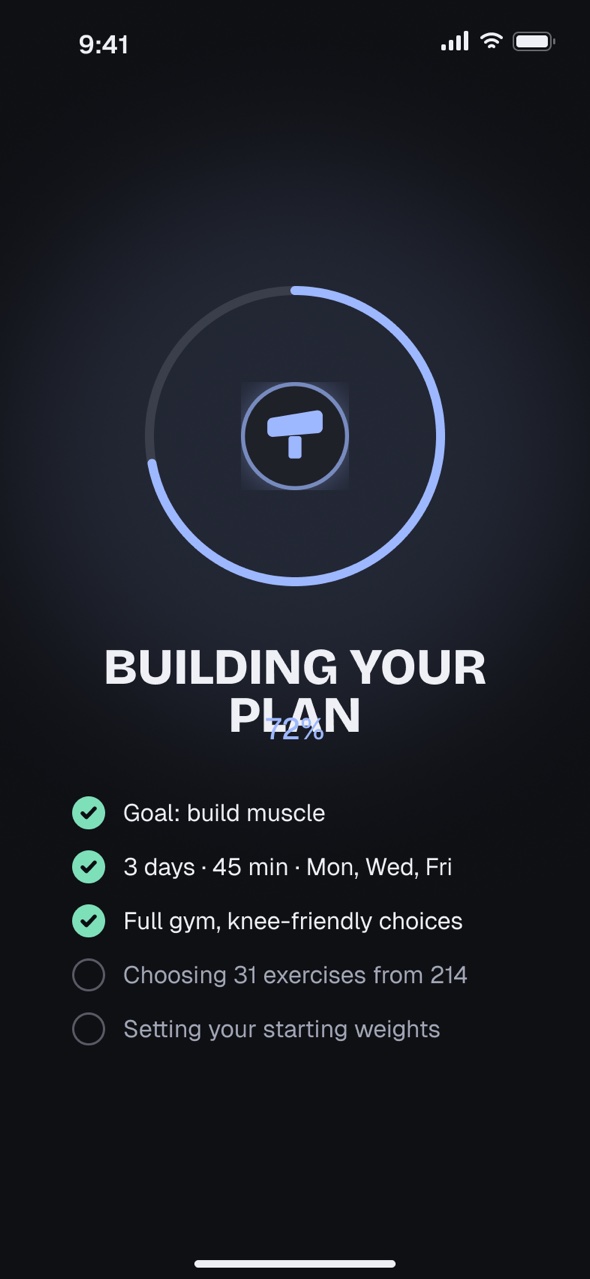 9:41
BUILDING YOUR
PLAN
72%
Goal: build muscle
3 days · 45 min · Mon, Wed, Fri
Full gym, knee-friendly choices
Choosing 31 exercises from 214
Setting your starting weights